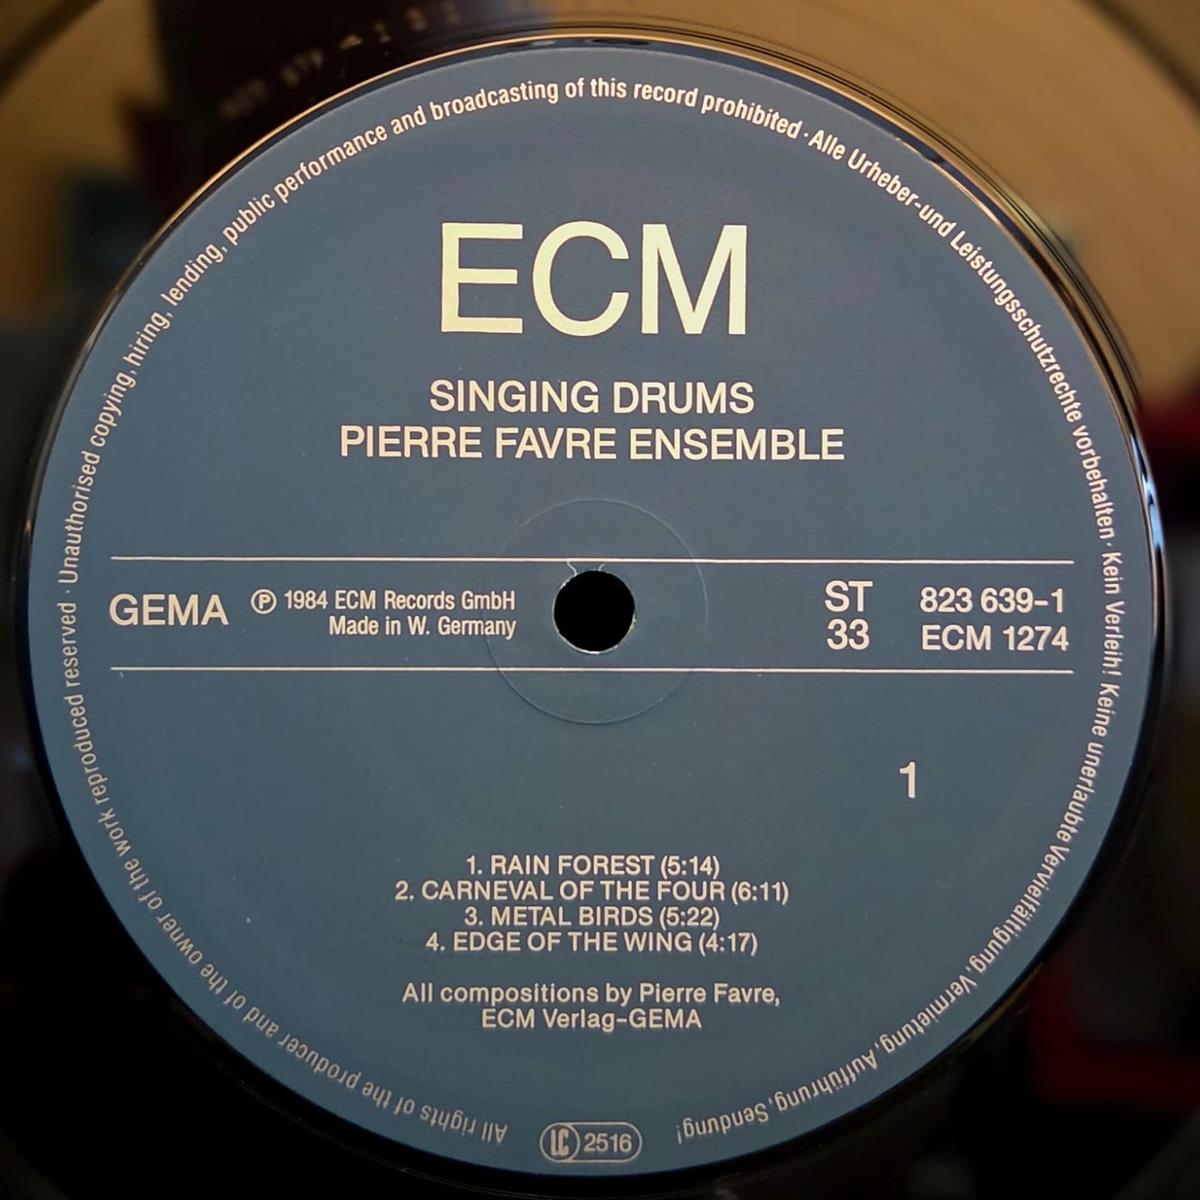 ECM
SINGING DRUMS
PIERRE FAVRE ENSEMBLE
GEMA
℗ 1984 ECM Records GmbH
Made in W. Germany
ST
33
823 639-1
ECM 1274
1
1. RAIN FOREST (5:14)
2. CARNEVAL OF THE FOUR (6:11)
3. METAL BIRDS (5:22)
4. EDGE OF THE WING (4:17)
All compositions by Pierre Favre,
ECM Verlag-GEMA
All rights of the producer and of the owner of the work reproduced reserved · Unauthorised copying, hiring, lending, public performance and broadcasting of this record prohibited · Alle Urheber-und Leistungsschutzrechte vorbehalten · Kein Verleih! Keine unerlaubte Vervielfältigung, Vermietung, Aufführung, Sendung!
LC 2516